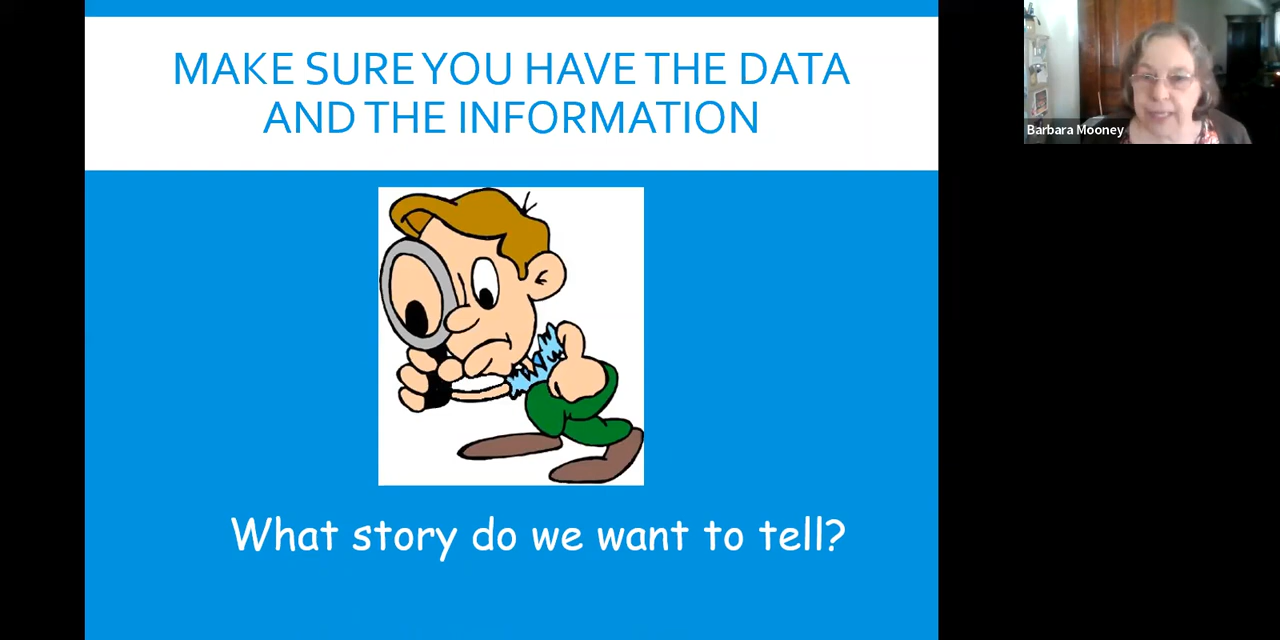 MAKE SURE YOU HAVE THE DATA
AND THE INFORMATION
Barbara Mooney
What story do we want to tell?